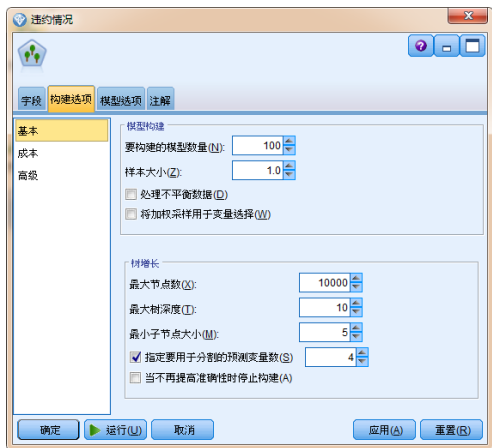 违约情况
字段 构建选项 模型选项 注解
基本
成本
高级
模型构建
要构建的模型数量(N): 100
样本大小(Z): 1.0
处理不平衡数据(D)
将加权采样用于变量选择(W)
树增长
最大节点数(X): 10000
最大树深度(T): 10
最小子节点大小(M): 5
指定要用于分割的预测变量数(S) 4
当不再提高准确性时停止构建(A)
确定 运行(U) 取消 应用(A) 重置(R)